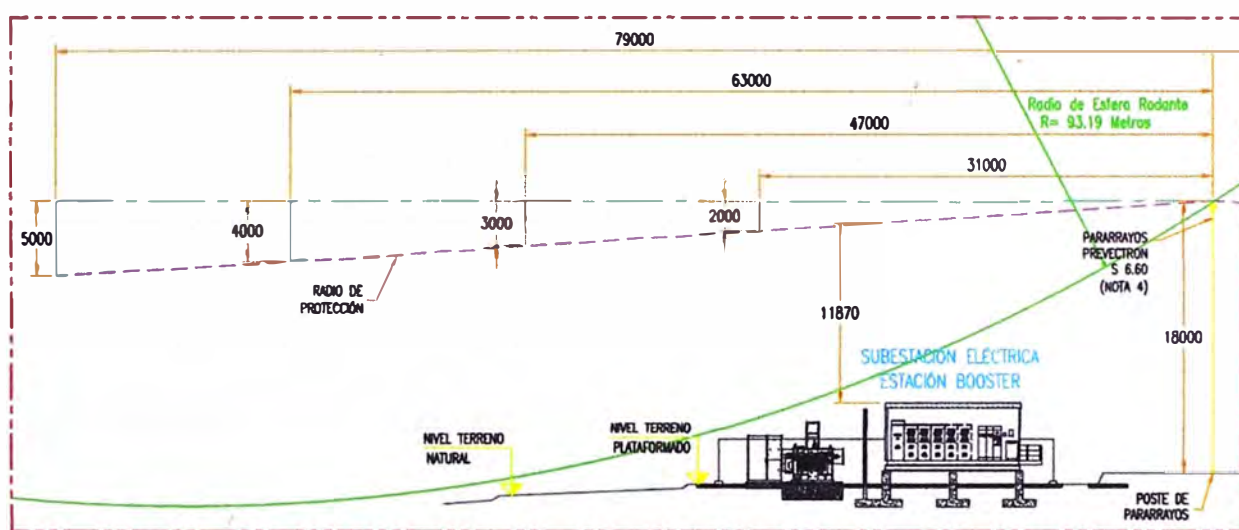 79000
63000
Radio de Esfera Rodante
R= 93.19 Metros
47000
31000
5000
4000
3000
2000
PARARRAYOS
PREVECTRON
S 6.60
(NOTA 4)
RADIO DE
PROTECCIÓN
11870
18000
SUBESTACIÓN ELÉCTRICA
ESTACIÓN BOOSTER
NIVEL TERRENO
NATURAL
NIVEL TERRENO
PLATAFORMADO
POSTE DE
PARARRAYOS